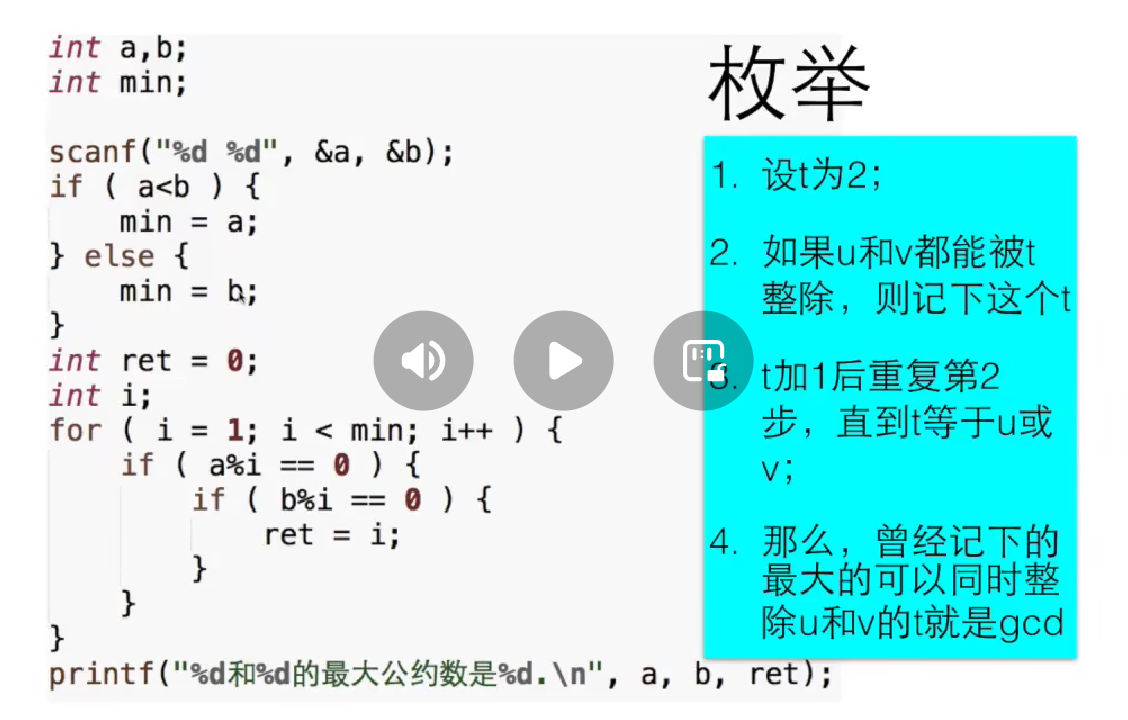 int a,b;
int min;
scanf("%d %d", &a, &b);
if ( a<b ) {
    min = a;
} else {
    min = b;
}
int ret = 0;
int i;
for ( i = 1; i < min; i++ ) {
    if ( a%i == 0 ) {
        if ( b%i == 0 ) {
            ret = i;
        }
    }
}
printf("%d和%d的最大公约数是%d.\n", a, b, ret);
枚举
1. 设t为2;
2. 如果u和v都能被t
整除，则记下这个t
3. t加1后重复第2
步，直到t等于u或
v;
4. 那么，曾经记下的
最大的可以同时整
除u和v的t就是gcd